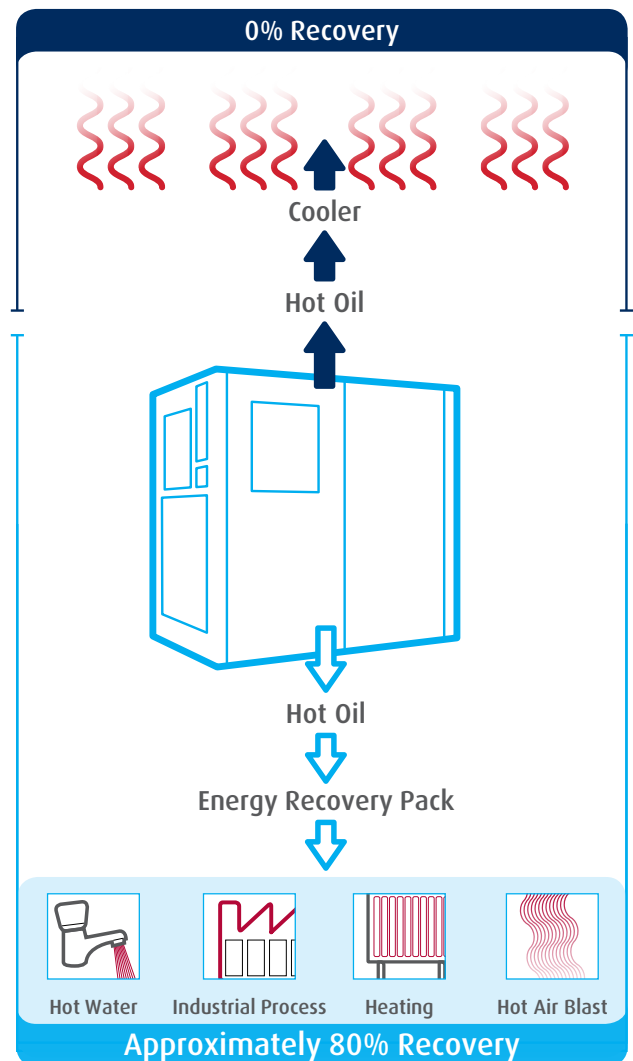 0% Recovery
Cooler
Hot Oil
Hot Oil
Energy Recovery Pack
Hot Water
Industrial Process
Heating
Hot Air Blast
Approximately 80% Recovery